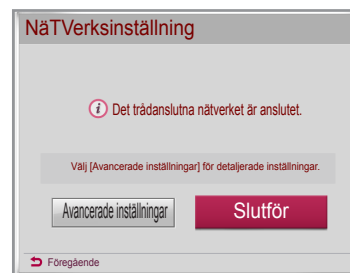 NäTVerksinställning
Det trådanslutna nätverket är anslutet.
Välj [Avancerade inställningar] för detaljerade inställningar.
Avancerade inställningar
Slutför
Föregående